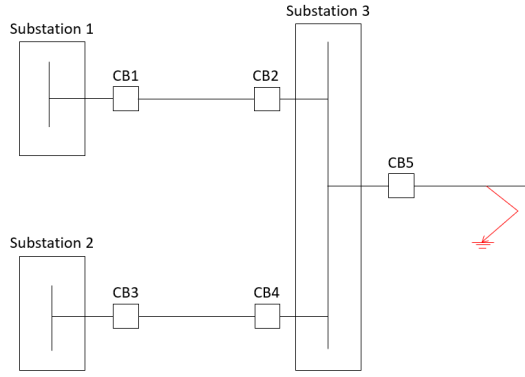 Substation 1
Substation 3
CB1
CB2
CB5
Substation 2
CB3
CB4